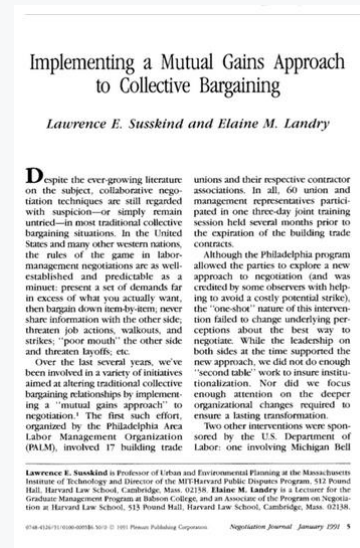 Implementing a Mutual Gains Approach
to Collective Bargaining
Lawrence E. Susskind and Elaine M. Landry
Despite the ever-growing literature
on the subject, collaborative nego-
tiation techniques are still regarded
with suspicion—or simply remain
untried—in most traditional collective
bargaining situations. In the United
States and many other western nations,
the rules of the game in labor-
management negotiations are as well-
established and predictable as a
minuet: present a set of demands far
in excess of what you actually want,
then bargain down item-by-item; never
share information with the other side;
threaten job actions, walkouts, and
strikes; "poor mouth" the other side
and threaten layoffs; etc.
Over the last several years, we've
been involved in a variety of initiatives
aimed at altering traditional collective
bargaining relationships by implement-
ing a "mutual gains approach" to
negotiation.¹ The first such effort,
organized by the Philadelphia Area
Labor Management Organization
(PALM), involved 17 building trade
unions and their respective contractor
associations. In all, 60 union and
management representatives partici-
pated in one three-day joint training
session held several months prior to
the expiration of the building trade
contracts.
Although the Philadelphia program
allowed the parties to explore a new
approach to negotiation (and was
credited by some observers with help-
ing to avoid a costly potential strike),
the "one-shot" nature of this interven-
tion failed to change underlying per-
ceptions about the best way to
negotiate. While the leadership on
both sides at the time supported the
new approach, we did not do enough
"second table" work to insure institu-
tionalization. Nor did we focus
enough attention on the deeper
organizational changes required to
ensure a lasting transformation.
Two other interventions were spon-
sored by the U.S. Department of
Labor: one involving Michigan Bell
Lawrence E. Susskind is Professor of Urban and Environmental Planning at the Massachusetts
Institute of Technology and Director of the MIT-Harvard Public Disputes Program, 512 Pound
Hall, Harvard Law School, Cambridge, Mass. 02138. Elaine M. Landry is a Lecturer for the
Graduate Management Program at Babson College, and an Associate of the Program on Negotia-
tion at Harvard Law School, 513 Pound Hall, Harvard Law School, Cambridge, Mass. 02138.
© 1991 Plenum Publishing Corporation Negotiation Journal January 1991 5